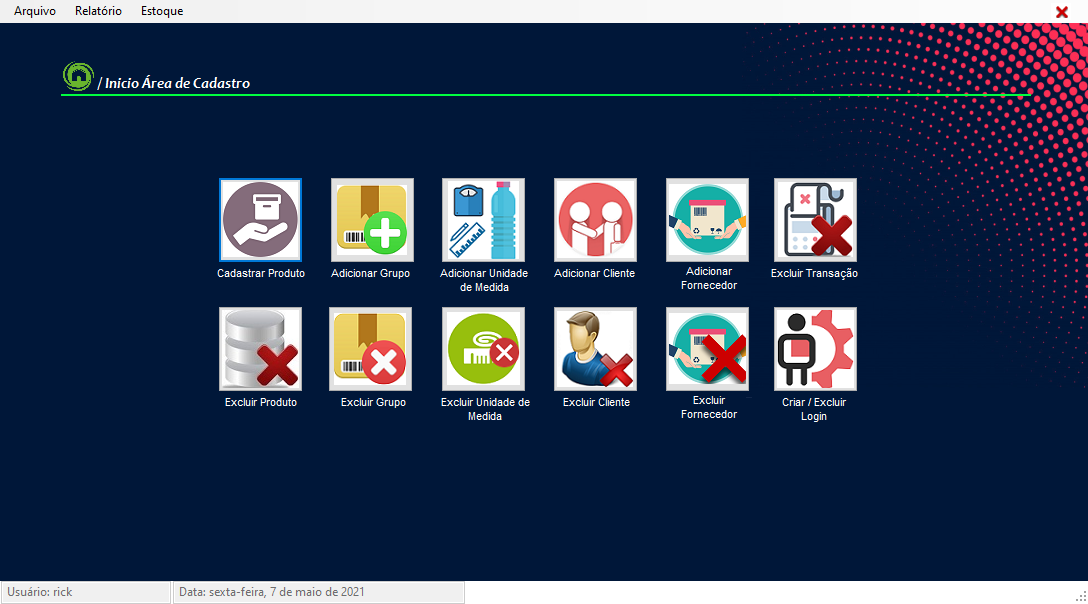 Arquivo Relatório Estoque
/ Inicio Área de Cadastro
Cadastrar Produto
Adicionar Grupo
Adicionar Unidade
de Medida
Adicionar Cliente
Adicionar
Fornecedor
Excluir Transação
Excluir Produto
Excluir Grupo
Excluir Unidade de
Medida
Excluir Cliente
Excluir
Fornecedor
Criar / Excluir
Login
Usuário: rick
Data: sexta-feira, 7 de maio de 2021